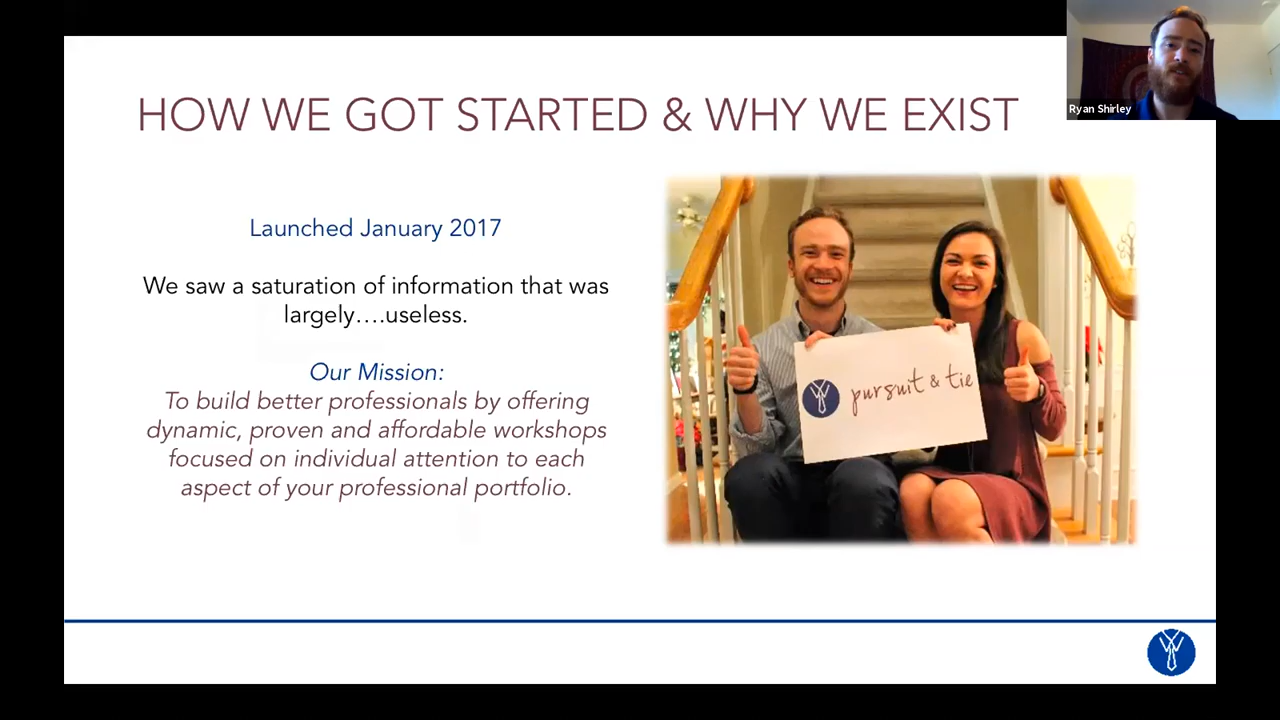 Ryan Shirley
HOW WE GOT STARTED & WHY WE EXIST
Launched January 2017
We saw a saturation of information that was
largely....useless.
Our Mission:
To build better professionals by offering
dynamic, proven and affordable workshops
focused on individual attention to each
aspect of your professional portfolio.
pursuit & tie